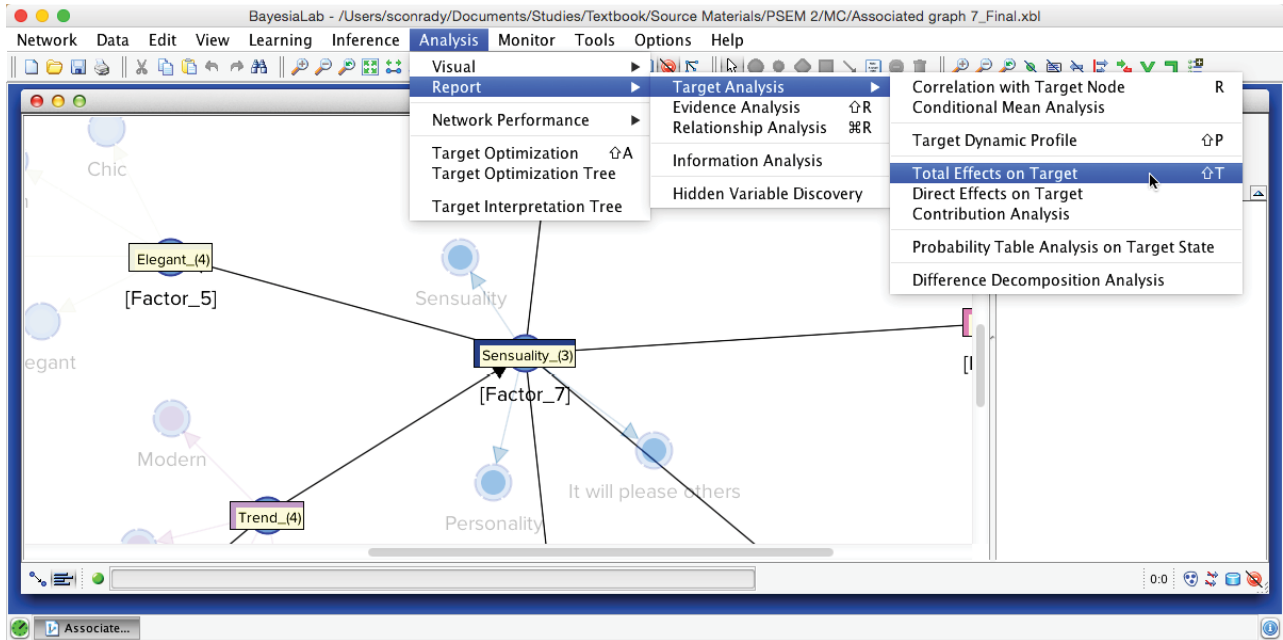 BayesiaLab - /Users/sconrady/Documents/Studies/Textbook/Source Materials/PSEM 2/MC/Associated graph 7_Final.xbl
Network Data Edit View Learning Inference Analysis Monitor Tools Options Help
Visual
Report
Network Performance
Target Optimization ⇧A
Target Optimization Tree
Target Interpretation Tree
Target Analysis
Evidence Analysis ⇧R
Relationship Analysis ⌘R
Information Analysis
Hidden Variable Discovery
Correlation with Target Node R
Conditional Mean Analysis
Target Dynamic Profile ⇧P
Total Effects on Target ⇧T
Direct Effects on Target
Contribution Analysis
Probability Table Analysis on Target State
Difference Decomposition Analysis
Chic
Elegant_(4)
[Factor_5]
Sensuality
egant
Sensuality_(3)
[Factor_7]
Modern
It will please others
Trend_(4)
Personality
0:0
Associate...